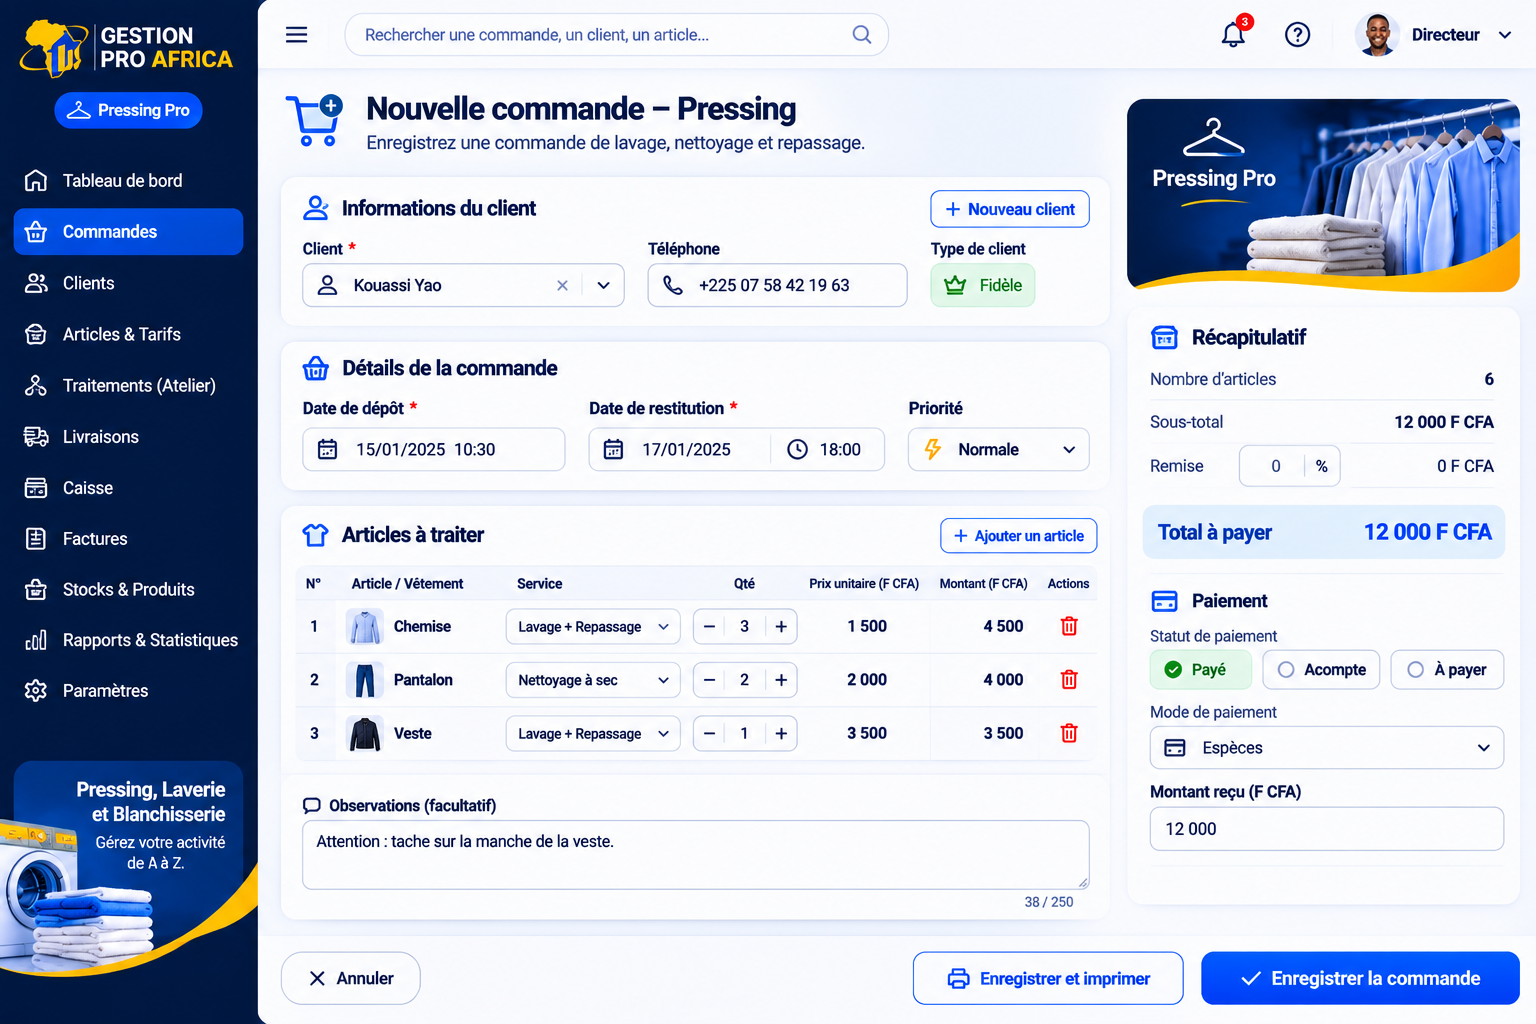 GESTION
PRO AFRICA
Pressing Pro
Tableau de bord
Commandes
Clients
Articles & Tarifs
Traitements (Atelier)
Livraisons
Caisse
Factures
Stocks & Produits
Rapports & Statistiques
Paramètres
Pressing, Laverie
et Blanchisserie
Gérez votre activité
de A à Z.
Rechercher une commande, un client, un article...
3
?
Directeur
Nouvelle commande – Pressing
Enregistrez une commande de lavage, nettoyage et repassage.
Informations du client
+ Nouveau client
Client *
Téléphone
Type de client
Kouassi Yao
+225 07 58 42 19 63
Fidèle
Détails de la commande
Date de dépôt *
Date de restitution *
Priorité
15/01/2025 10:30
17/01/2025
18:00
Normale
Articles à traiter
+ Ajouter un article
N° Article / Vêtement Service Qté Prix unitaire (F CFA) Montant (F CFA) Actions
1 Chemise Lavage + Repassage − 3 + 1 500 4 500
2 Pantalon Nettoyage à sec − 2 + 2 000 4 000
3 Veste Lavage + Repassage − 1 + 3 500 3 500
Observations (facultatif)
Attention : tache sur la manche de la veste.
38 / 250
Annuler
Enregistrer et imprimer
Enregistrer la commande
Pressing Pro
Récapitulatif
Nombre d'articles 6
Sous-total 12 000 F CFA
Remise 0 % 0 F CFA
Total à payer 12 000 F CFA
Paiement
Statut de paiement
Payé
Acompte
À payer
Mode de paiement
Espèces
Montant reçu (F CFA)
12 000